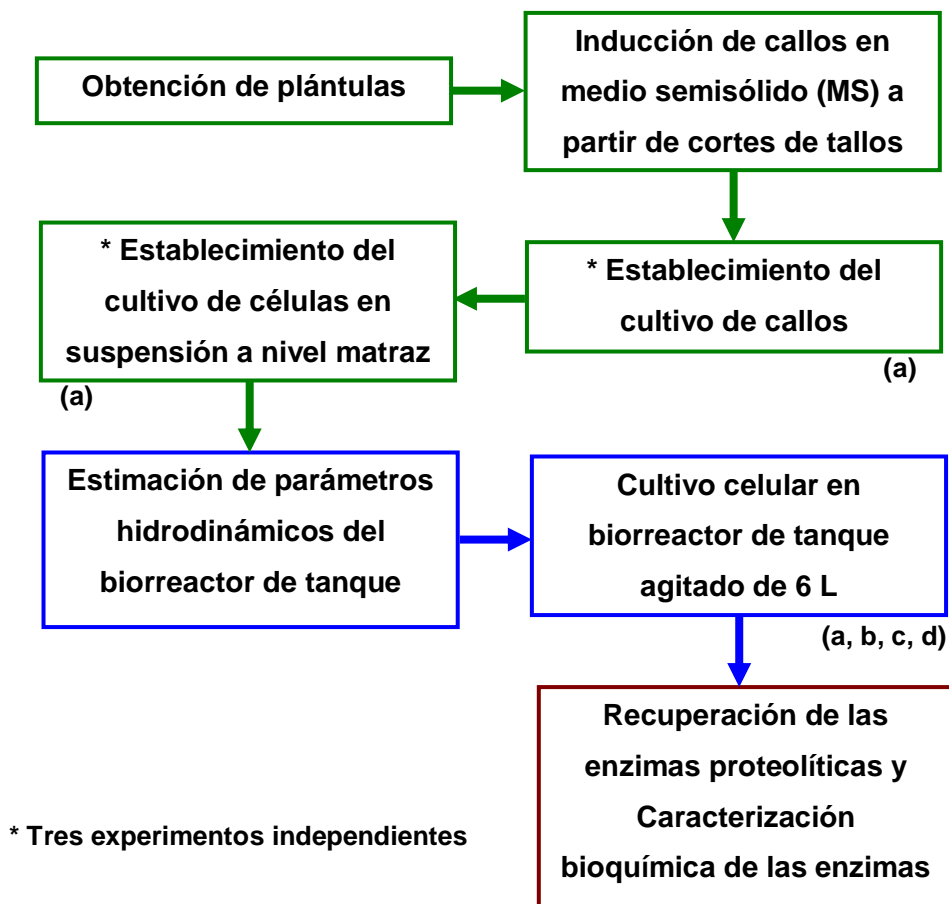 Obtención de plántulas
Inducción de callos en
medio semisólido (MS) a
partir de cortes de tallos
* Establecimiento del
cultivo de callos
(a)
* Establecimiento del
cultivo de células en
suspensión a nivel matraz
(a)
Estimación de parámetros
hidrodinámicos del
biorreactor de tanque
Cultivo celular en
biorreactor de tanque
agitado de 6 L
(a, b, c, d)
Recuperación de las
enzimas proteolíticas y
Caracterización
bioquímica de las enzimas
* Tres experimentos independientes